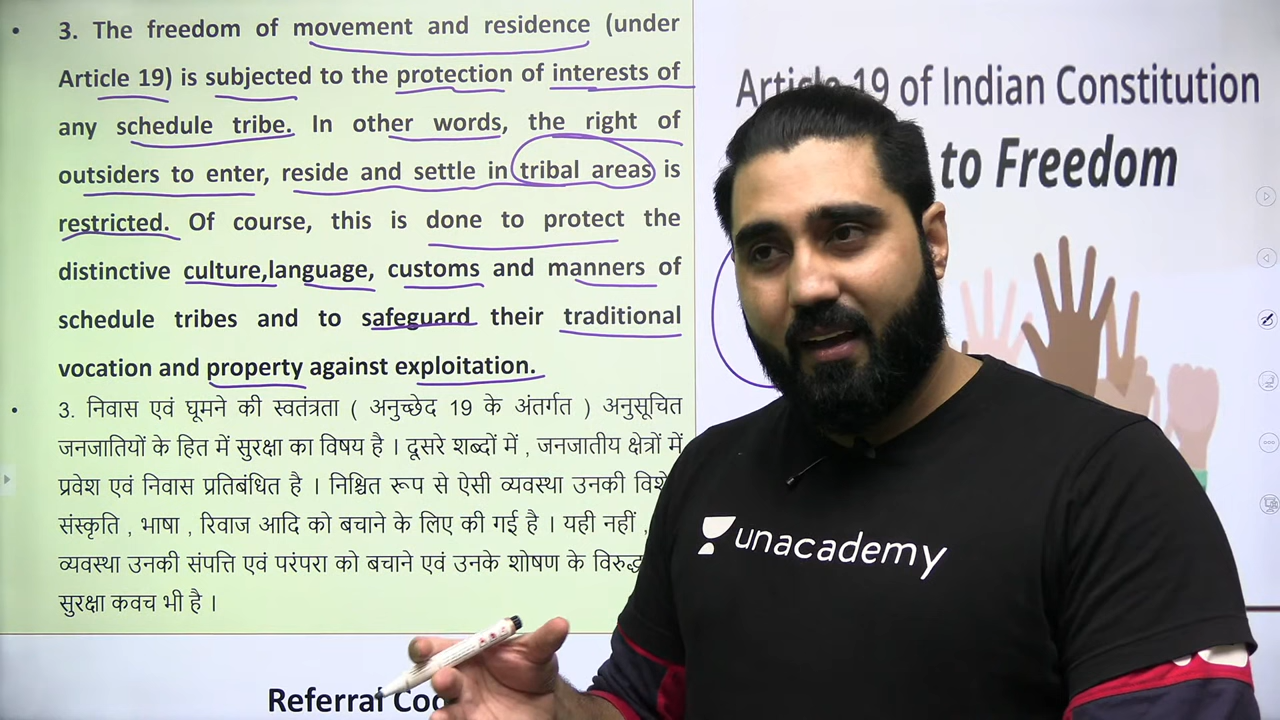 3. The freedom of movement and residence (under
Article 19) is subjected to the protection of interests of
any schedule tribe. In other words, the right of
outsiders to enter, reside and settle in tribal areas is
restricted. Of course, this is done to protect the
distinctive culture,language, customs and manners of
schedule tribes and to safeguard their traditional
vocation and property against exploitation.
3. निवास एवं घूमने की स्वतंत्रता ( अनुच्छेद 19 के अंतर्गत ) अनुसूचित
जनजातियों के हित में सुरक्षा का विषय है । दूसरे शब्दों में , जनजातीय क्षेत्रों में
प्रवेश एवं निवास प्रतिबंधित है । निश्चित रूप से ऐसी व्यवस्था उनकी
संस्कृति , भाषा , रिवाज आदि को बचाने के लिए की गई है । यही नहीं ,
व्यवस्था उनकी संपत्ति एवं परंपरा को बचाने एवं उनके शोषण के विरुद्ध
सुरक्षा कवच भी है ।
Article 19 of Indian Constitution
to Freedom
unacademy
Referral